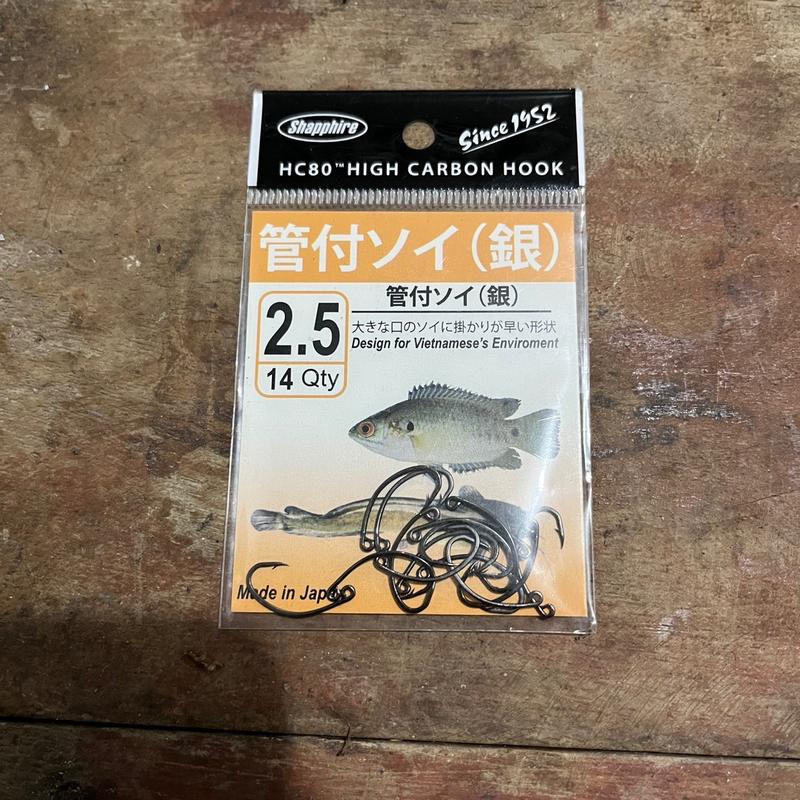 Shapphire
Since 1952
HC80™ HIGH CARBON HOOK
管付ソイ(銀)
2.5
14 Qty
管付ソイ(銀)
大きな口のソイに掛かりが早い形状
Design for Vietnamese's Enviroment
Made in Japan